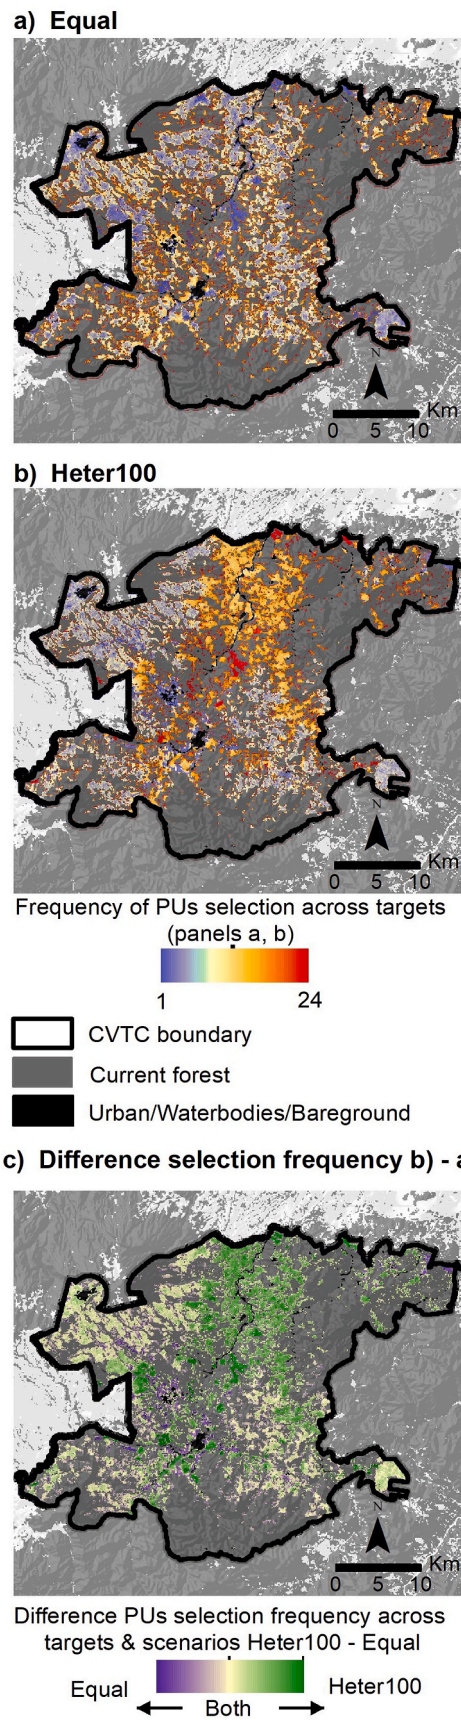 a) Equal
N
0 5 10 Km
b) Heter100
N
0 5 10 Km
Frequency of PUs selection across targets
(panels a, b)
1 24
CVTC boundary
Current forest
Urban/Waterbodies/Bareground
c) Difference selection frequency b) - a
N
0 5 10 Km
Difference PUs selection frequency across
targets & scenarios Heter100 - Equal
Equal Heter100
Both